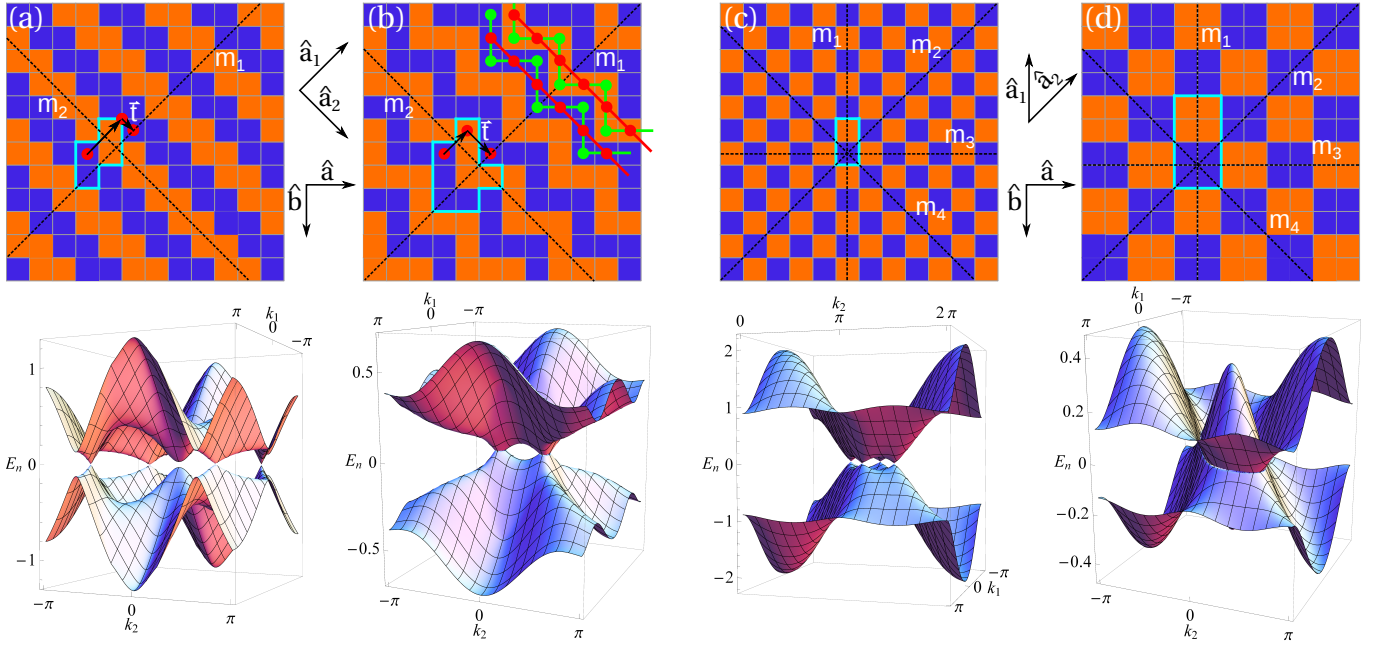 (a)
m₁
m₂
t⃗
(b)
m₁
m₂
t⃗
â₁
â₂
â
b̂
(c)
m₁
m₂
m₃
m₄
(d)
m₁
m₂
m₃
m₄
â₁
â₂
â
b̂
π
k₁
0
−π
1
Eₙ 0
−1
−π
0
k₂
π
π
k₁
0
−π
0.5
Eₙ 0
−0.5
−π
0
k₂
π
0
k₂
π
2 π
2
1
Eₙ 0
−1
−2
−π
0 k₁
π
k₁
0
−π
0.4
0.2
Eₙ 0
−0.2
−0.4
−π
0
k₂
π